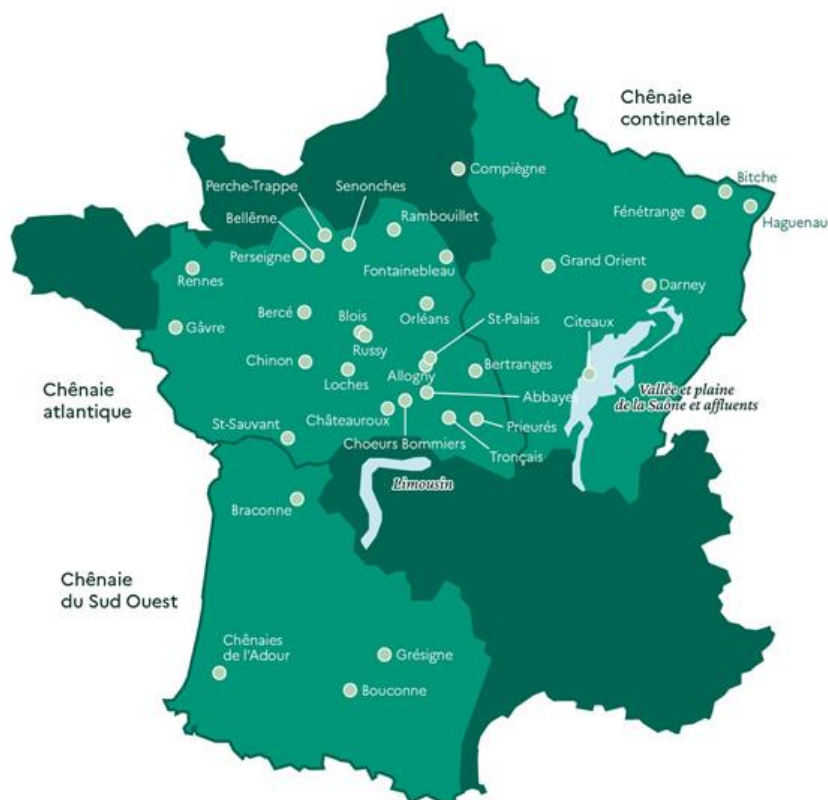 Chênaie
continentale
Compiègne
Bitche
Perche-Trappe
Senonches
Bellême
Rambouillet
Fénétrange
Haguenau
Perseigne
Fontainebleau
Grand Orient
Rennes
Darney
Bercé
Blois
Orléans
St-Palais
Citeaux
Gâvre
Russy
Chinon
Loches
Allogny
Bertranges
Chênaie
atlantique
Abbayes
Vallée et plaine
de la Saône et affluents
Châteauroux
St-Sauvant
Prieurés
Choeurs Bommiers
Tronçais
Limousin
Braconne
Chênaie
du Sud Ouest
Chênaies
de l'Adour
Grésigne
Bouconne